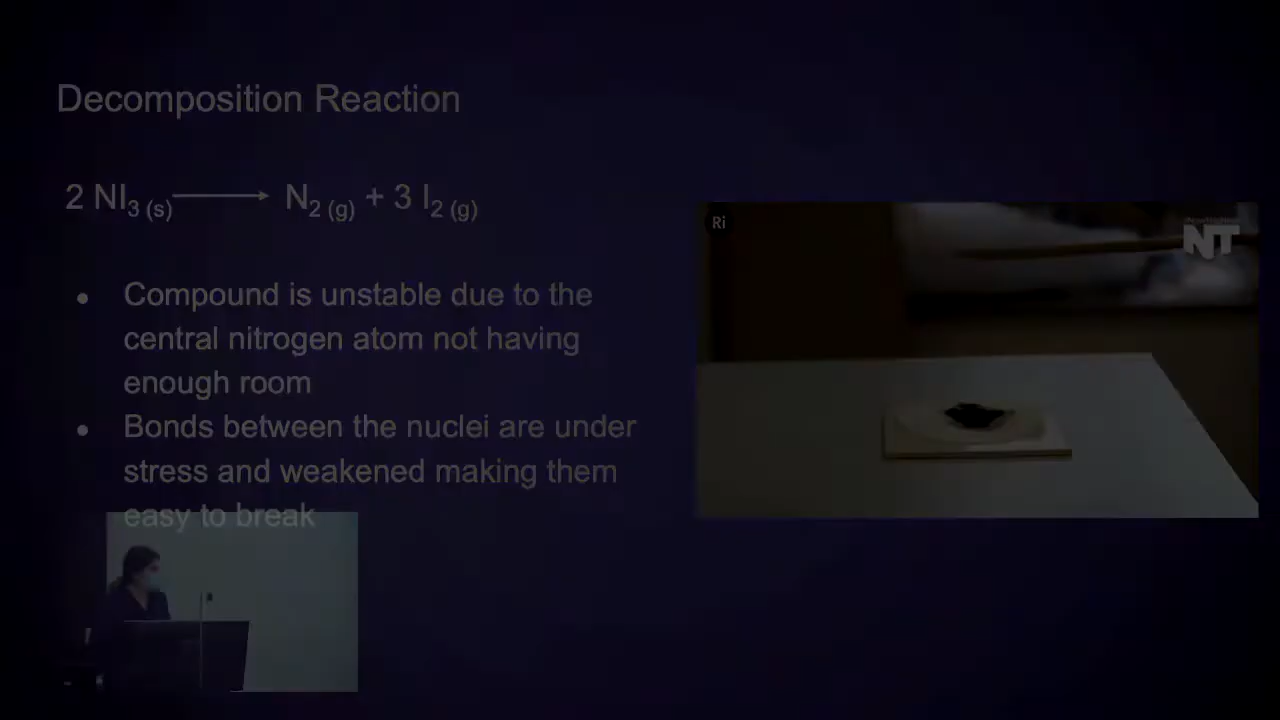 Decomposition Reaction
2 NI3 (s) → N2 (g) + 3 I2 (g)
● Compound is unstable due to the
central nitrogen atom not having
enough room
● Bonds between the nuclei are under
stress and weakened making them
easy to break
Ri
NT